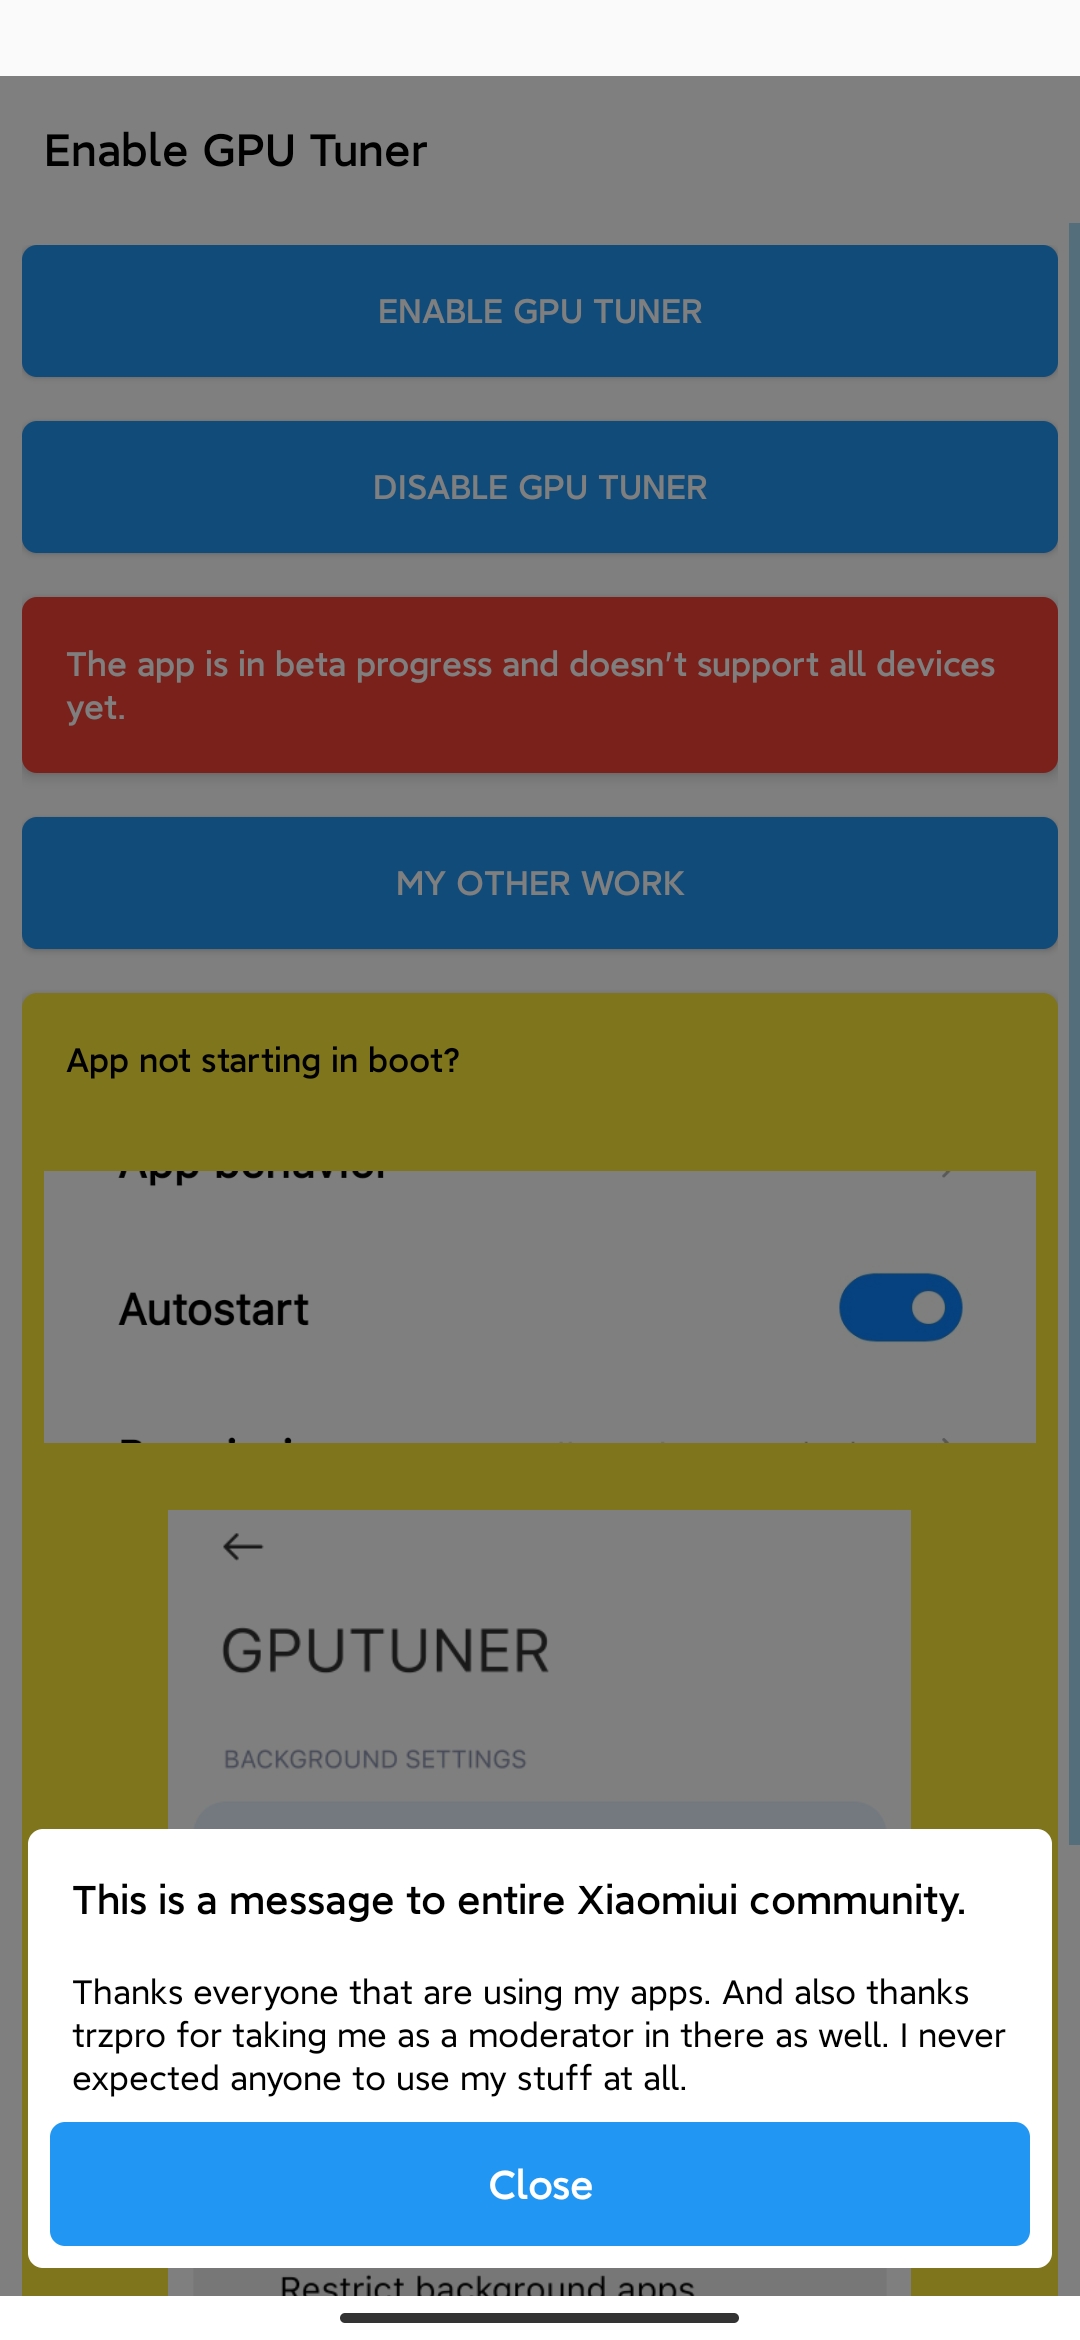 Enable GPU Tuner
ENABLE GPU TUNER
DISABLE GPU TUNER
The app is in beta progress and doesn't support all devices
yet.
MY OTHER WORK
App not starting in boot?
App behavior
Autostart
GPUTUNER
BACKGROUND SETTINGS
This is a message to entire Xiaomiui community.
Thanks everyone that are using my apps. And also thanks
trzpro for taking me as a moderator in there as well. I never
expected anyone to use my stuff at all.
Close
Restrict background apps